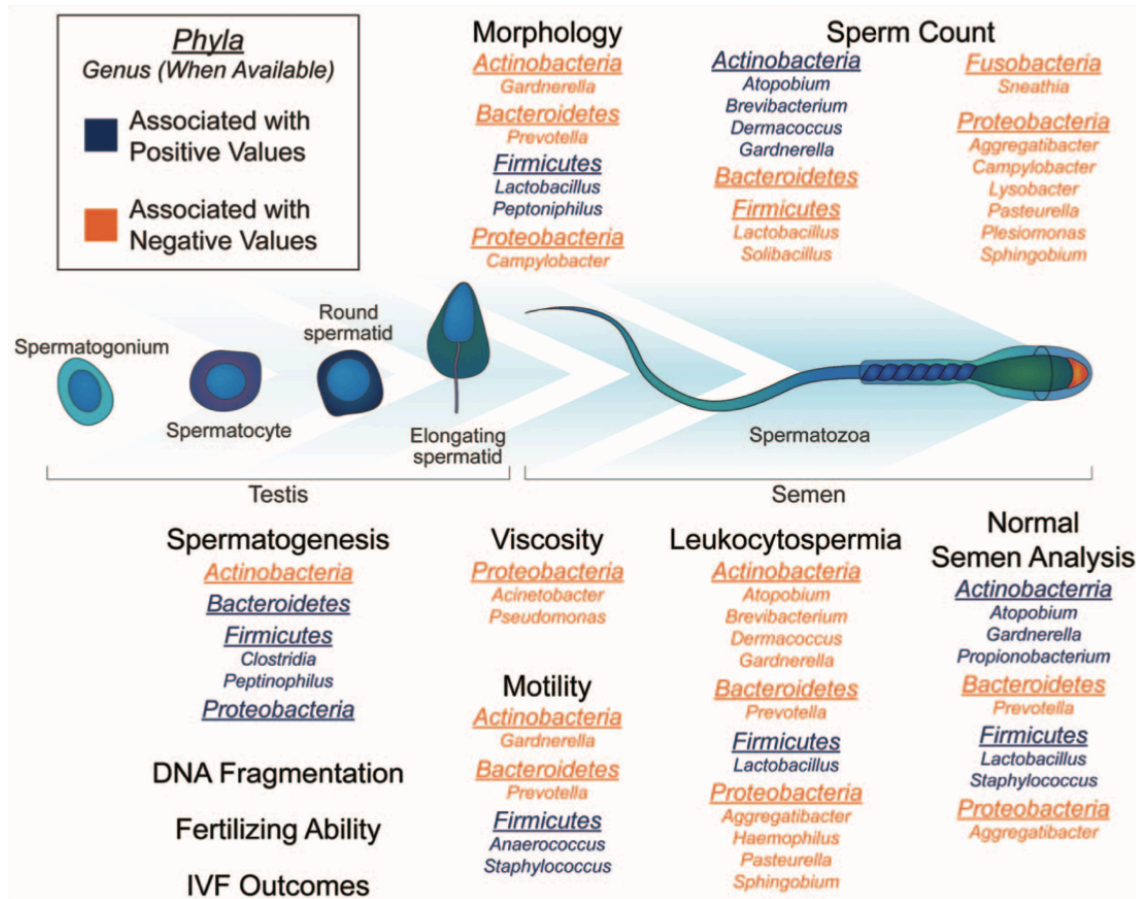 Phyla
Genus (When Available)
Associated with
Positive Values
Associated with
Negative Values
Morphology
Actinobacteria
Gardnerella
Bacteroidetes
Prevotella
Firmicutes
Lactobacillus
Peptoniphilus
Proteobacteria
Campylobacter
Sperm Count
Actinobacteria
Atopobium
Brevibacterium
Dermacoccus
Gardnerella
Bacteroidetes
Firmicutes
Lactobacillus
Solibacillus
Fusobacteria
Sneathia
Proteobacteria
Aggregatibacter
Campylobacter
Lysobacter
Pasteurella
Plesiomonas
Sphingobium
Spermatogonium
Spermatocyte
Round
spermatid
Elongating
spermatid
Spermatozoa
Testis
Semen
Spermatogenesis
Actinobacteria
Bacteroidetes
Firmicutes
Clostridia
Peptinophilus
Proteobacteria
DNA Fragmentation
Fertilizing Ability
IVF Outcomes
Viscosity
Proteobacteria
Acinetobacter
Pseudomonas
Motility
Actinobacteria
Gardnerella
Bacteroidetes
Prevotella
Firmicutes
Anaerococcus
Staphylococcus
Leukocytospermia
Actinobacteria
Atopobium
Brevibacterium
Dermacoccus
Gardnerella
Bacteroidetes
Prevotella
Firmicutes
Lactobacillus
Proteobacteria
Aggregatibacter
Haemophilus
Pasteurella
Sphingobium
Normal
Semen Analysis
Actinobacterria
Atopobium
Gardnerella
Propionobacterium
Bacteroidetes
Prevotella
Firmicutes
Lactobacillus
Staphylococcus
Proteobacteria
Aggregatibacter